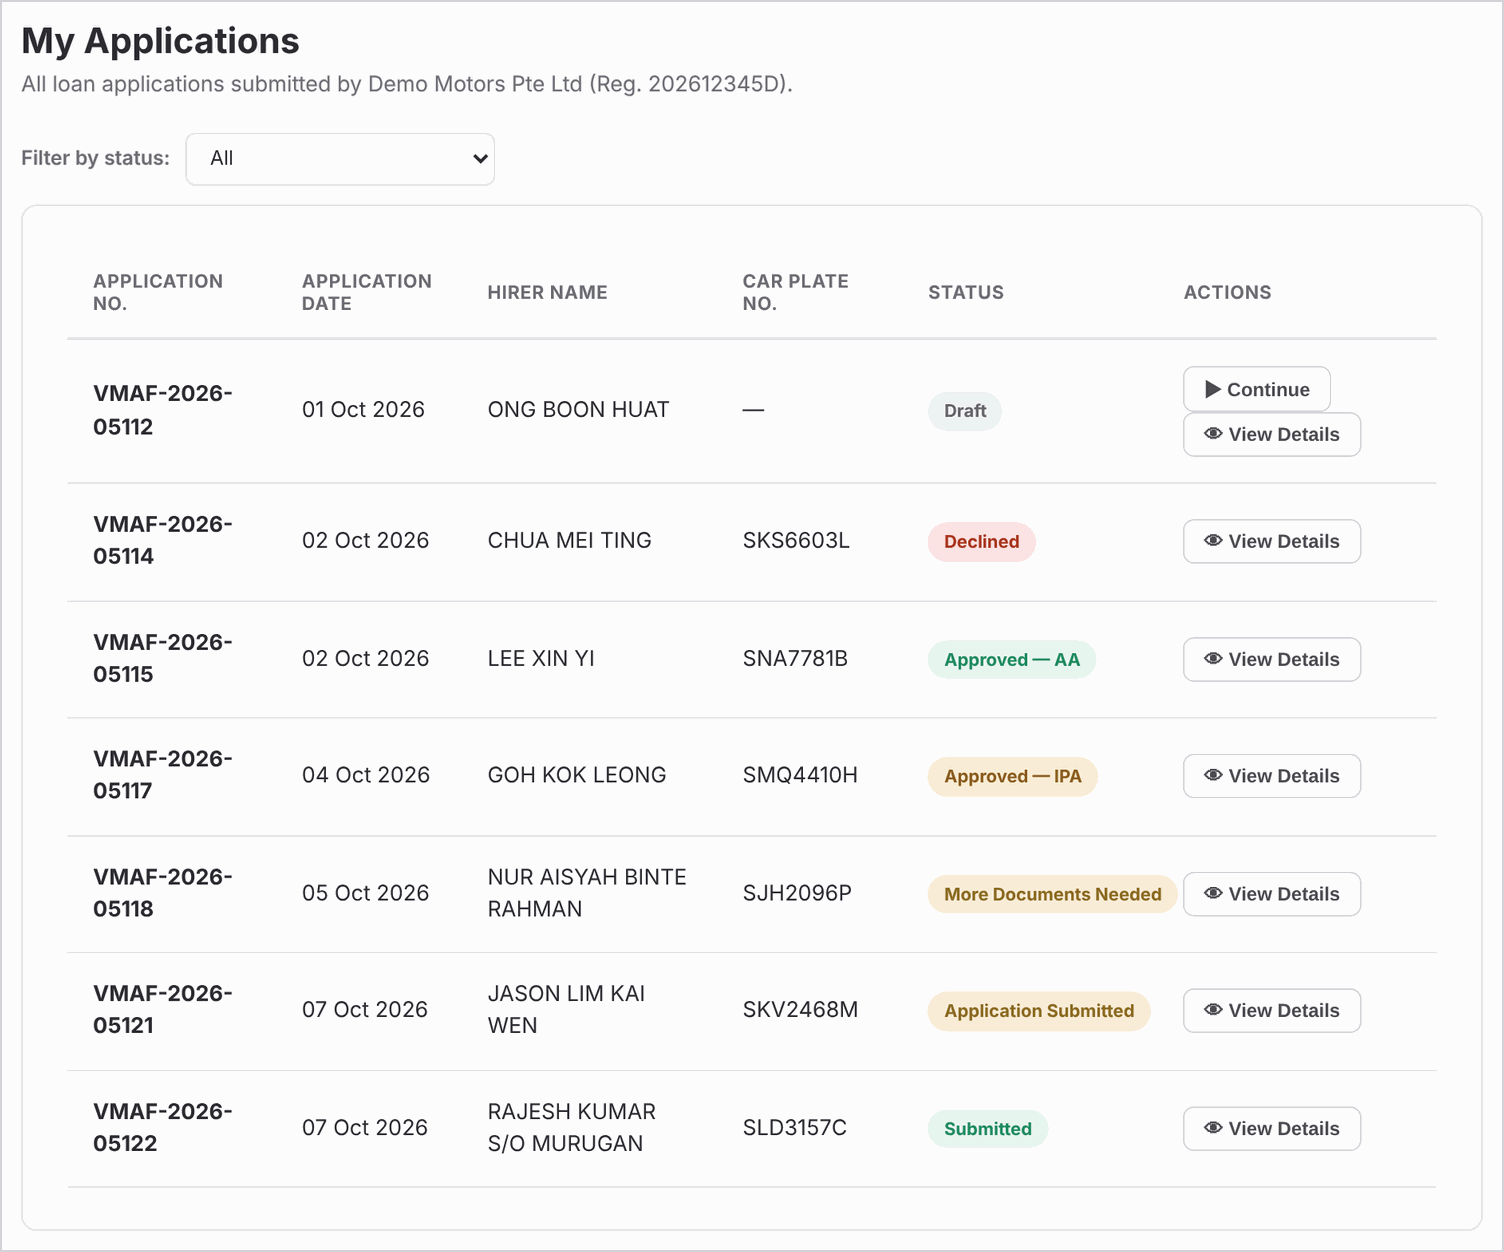 My Applications
All loan applications submitted by Demo Motors Pte Ltd (Reg. 202612345D).
Filter by status: All
APPLICATION NO. APPLICATION DATE HIRER NAME CAR PLATE NO. STATUS ACTIONS
VMAF-2026-05112 01 Oct 2026 ONG BOON HUAT — Draft ▶ Continue
👁 View Details
VMAF-2026-05114 02 Oct 2026 CHUA MEI TING SKS6603L Declined 👁 View Details
VMAF-2026-05115 02 Oct 2026 LEE XIN YI SNA7781B Approved — AA 👁 View Details
VMAF-2026-05117 04 Oct 2026 GOH KOK LEONG SMQ4410H Approved — IPA 👁 View Details
VMAF-2026-05118 05 Oct 2026 NUR AISYAH BINTE RAHMAN SJH2096P More Documents Needed 👁 View Details
VMAF-2026-05121 07 Oct 2026 JASON LIM KAI WEN SKV2468M Application Submitted 👁 View Details
VMAF-2026-05122 07 Oct 2026 RAJESH KUMAR S/O MURUGAN SLD3157C Submitted 👁 View Details